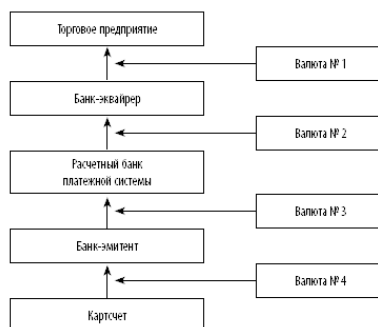 Торговое предприятие
Валюта № 1
Банк-эквайрер
Валюта № 2
Расчетный банк
платежной системы
Валюта № 3
Банк-эмитент
Валюта № 4
Картсчет